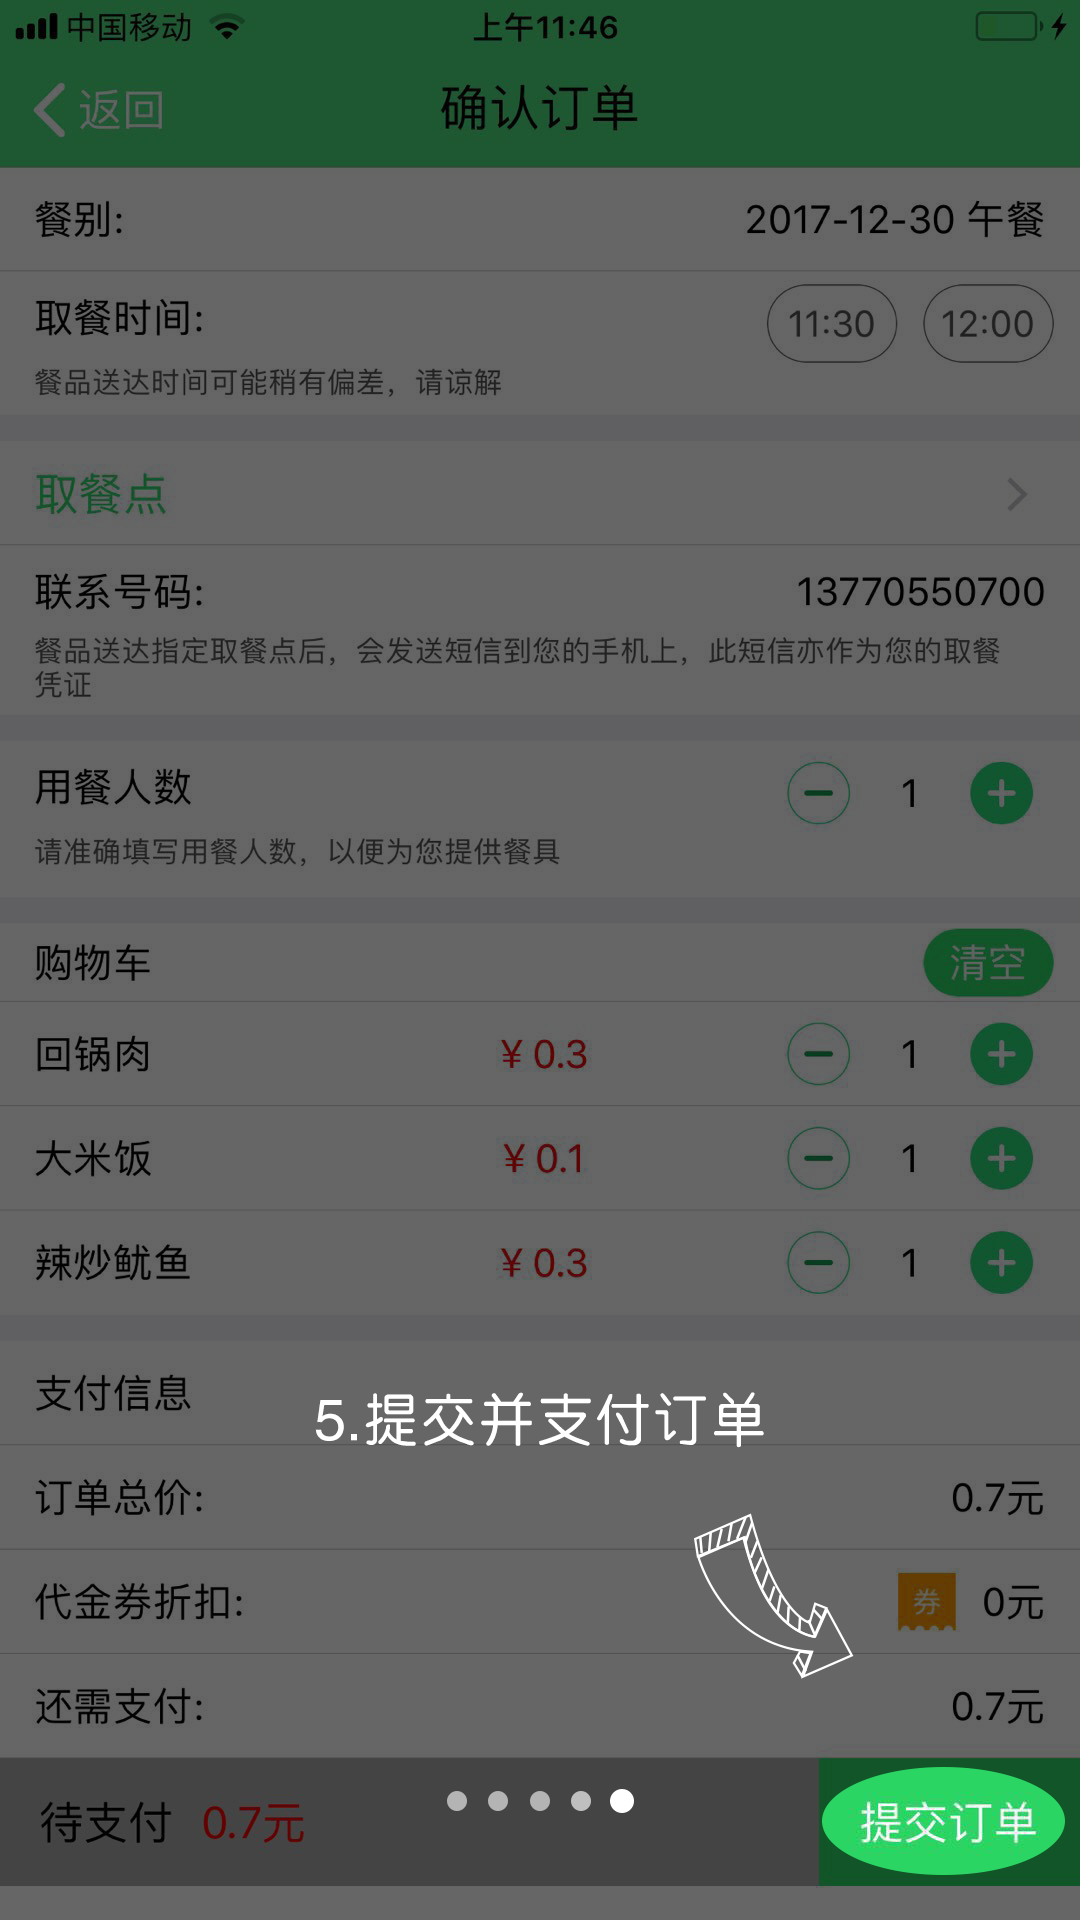 中国移动 上午11:46
返回 确认订单
餐别: 2017-12-30 午餐
取餐时间: 11:30 12:00
餐品送达时间可能稍有偏差，请谅解
取餐点
联系号码: 13770550700
餐品送达指定取餐点后，会发送短信到您的手机上，此短信亦作为您的取餐
凭证
用餐人数 1
请准确填写用餐人数，以便为您提供餐具
购物车 清空
回锅肉 ¥ 0.3 1
大米饭 ¥ 0.1 1
辣炒鱿鱼 ¥ 0.3 1
支付信息
5.提交并支付订单
订单总价: 0.7元
代金券折扣: 券 0元
还需支付: 0.7元
待支付 0.7元 提交订单